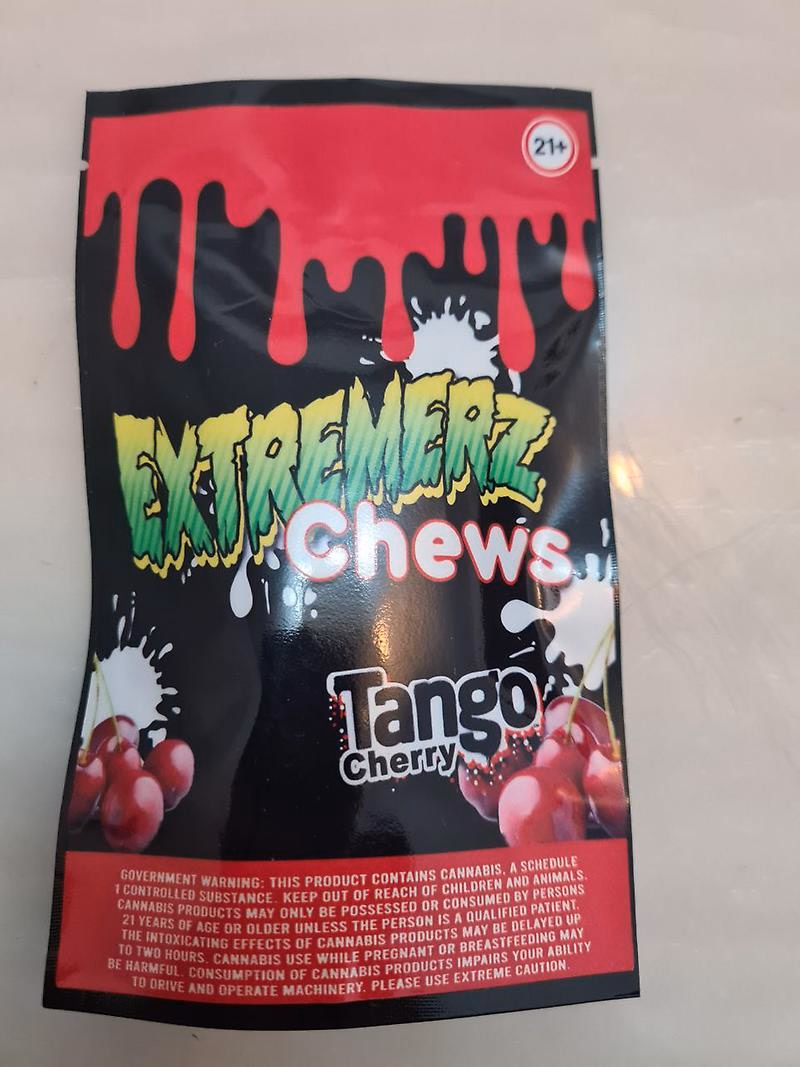 21+
EXTREMERZ
Chews
Tango
Cherry
GOVERNMENT WARNING: THIS PRODUCT CONTAINS CANNABIS, A SCHEDULE
1 CONTROLLED SUBSTANCE. KEEP OUT OF REACH OF CHILDREN AND ANIMALS.
CANNABIS PRODUCTS MAY ONLY BE POSSESSED OR CONSUMED BY PERSONS
21 YEARS OF AGE OR OLDER UNLESS THE PERSON IS A QUALIFIED PATIENT.
THE INTOXICATING EFFECTS OF CANNABIS PRODUCTS MAY BE DELAYED UP
TO TWO HOURS. CANNABIS USE WHILE PREGNANT OR BREASTFEEDING MAY
BE HARMFUL. CONSUMPTION OF CANNABIS PRODUCTS IMPAIRS YOUR ABILITY
TO DRIVE AND OPERATE MACHINERY. PLEASE USE EXTREME CAUTION.